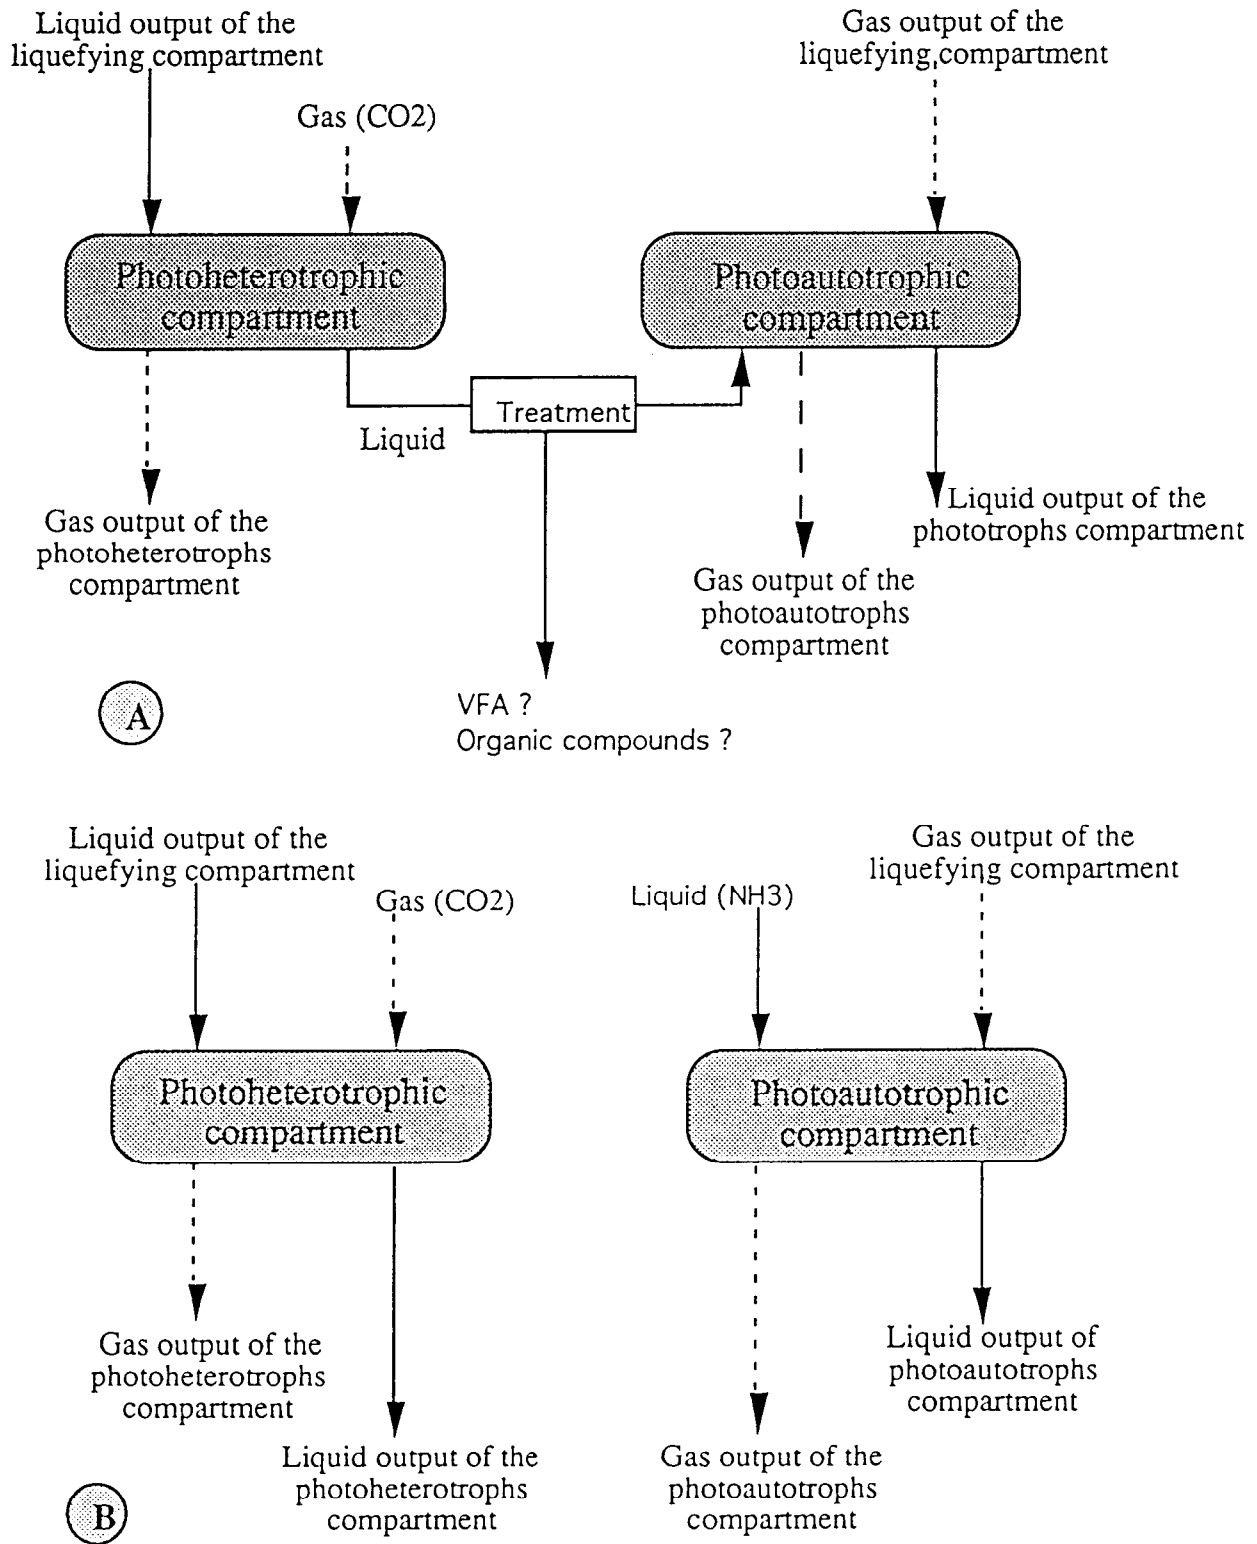 Liquid output of the
liquefying compartment
Gas output of the
liquefying compartment
Gas (CO2)
Photoheterotrophic
compartment
Photoautotrophic
compartment
Treatment
Liquid
Gas output of the
photoheterotrophs
compartment
Liquid output of the
phototrophs compartment
Gas output of the
photoautotrophs
compartment
VFA ?
Organic compounds ?
A
Liquid output of the
liquefying compartment
Gas output of the
liquefying compartment
Gas (CO2)
Liquid (NH3)
Photoheterotrophic
compartment
Photoautotrophic
compartment
Gas output of the
photoheterotrophs
compartment
Liquid output of
photoautotrophs
compartment
Liquid output of the
photoheterotrophs
compartment
Gas output of the
photoautotrophs
compartment
B